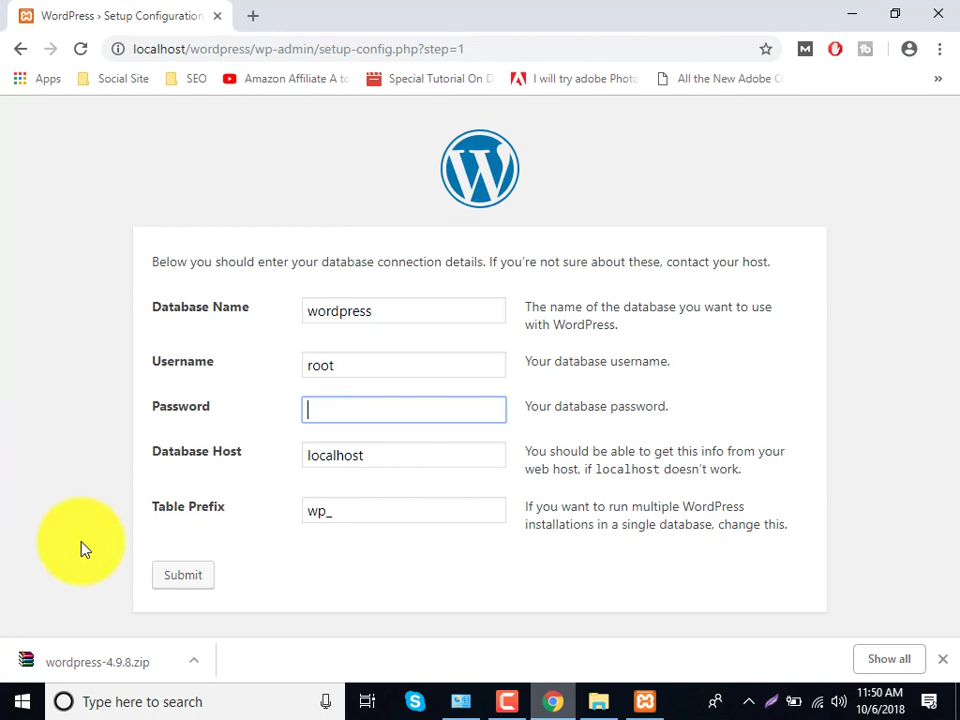 WordPress › Setup Configuration
localhost/wordpress/wp-admin/setup-config.php?step=1
Apps
Social Site
SEO
Amazon Affiliate A to
Special Tutorial On D
I will try adobe Photo
All the New Adobe C
»
Below you should enter your database connection details. If you’re not sure about these, contact your host.
Database Name
wordpress
The name of the database you want to use
with WordPress.
Username
root
Your database username.
Password
Your database password.
Database Host
localhost
You should be able to get this info from your
web host, if localhost doesn’t work.
Table Prefix
wp_
If you want to run multiple WordPress
installations in a single database, change this.
Submit
wordpress-4.9.8.zip
Show all
Type here to search
11:50 AM
10/6/2018